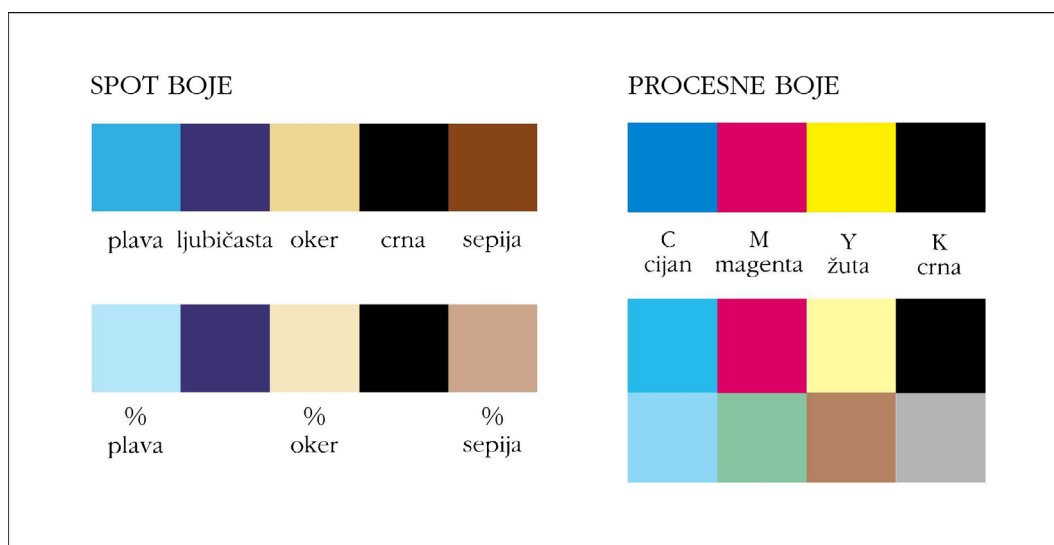 SPOT BOJE
plava ljubičasta oker crna sepija
% % %
plava oker sepija
PROCESNE BOJE
C M Y K
cijan magenta žuta crna